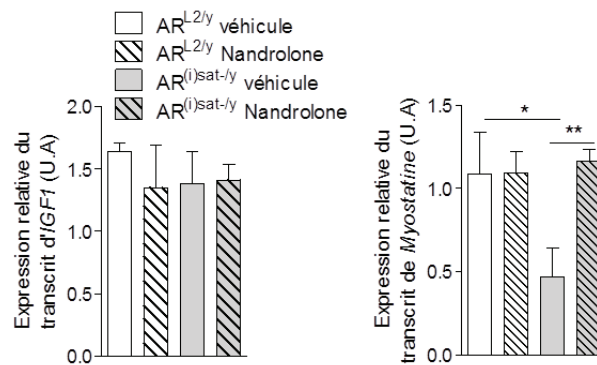 AR^L2/y véhicule
AR^L2/y Nandrolone
AR^(i)sat-/y véhicule
AR^(i)sat-/y Nandrolone
Expression relative du
transcrit d'IGF1 (U.A)
2.0
1.5
1.0
0.5
0.0
Expression relative du
transcrit de Myostatine (U.A)
1.5
1.0
0.5
0.0
*
**